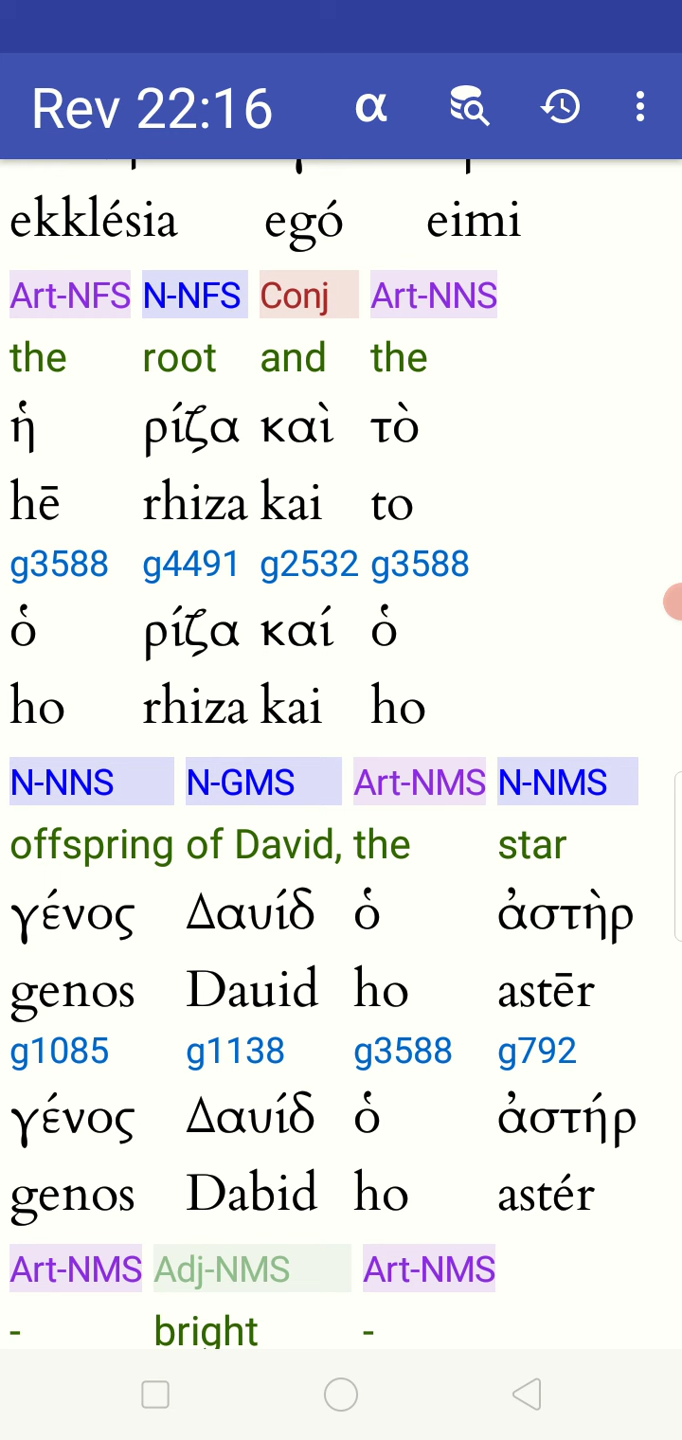 Rev 22:16 α
ekklésia egó eimi
Art-NFS N-NFS Conj Art-NNS
the root and the
ἡ ῥίζα καὶ τὸ
hē rhiza kai to
g3588 g4491 g2532 g3588
ὁ ῥίζα καί ὁ
ho rhiza kai ho
N-NNS N-GMS Art-NMS N-NMS
offspring of David, the star
γένος Δαυίδ ὁ ἀστὴρ
genos Dauid ho astēr
g1085 g1138 g3588 g792
γένος Δαυίδ ὁ ἀστήρ
genos Dabid ho astér
Art-NMS Adj-NMS Art-NMS
- bright -